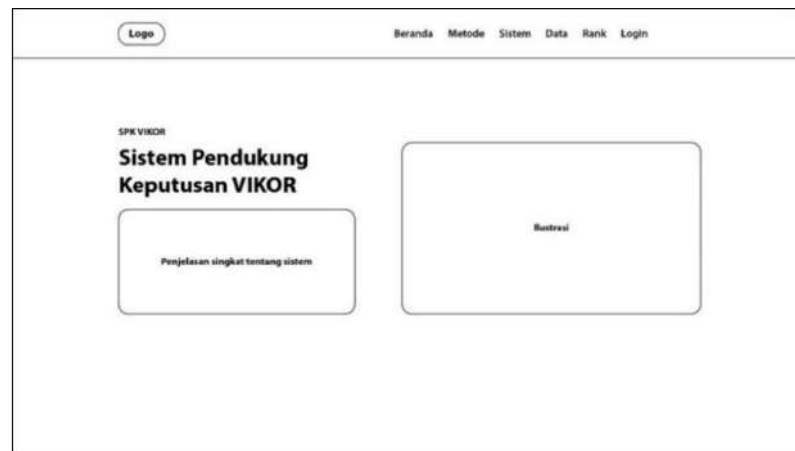 Logo
Beranda Metode Sistem Data Rank Login
SPK VIKOR
Sistem Pendukung
Keputusan VIKOR
Penjelasan singkat tentang sistem
Ilustrasi